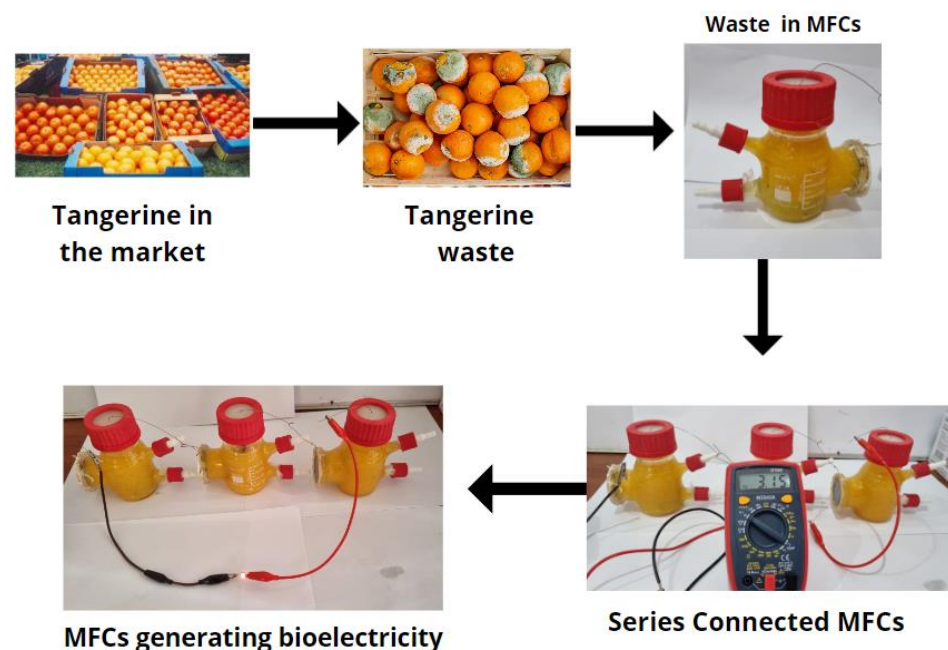 Waste in MFCs
Tangerine in
the market
Tangerine
waste
3.15
MFCs generating bioelectricity
Series Connected MFCs